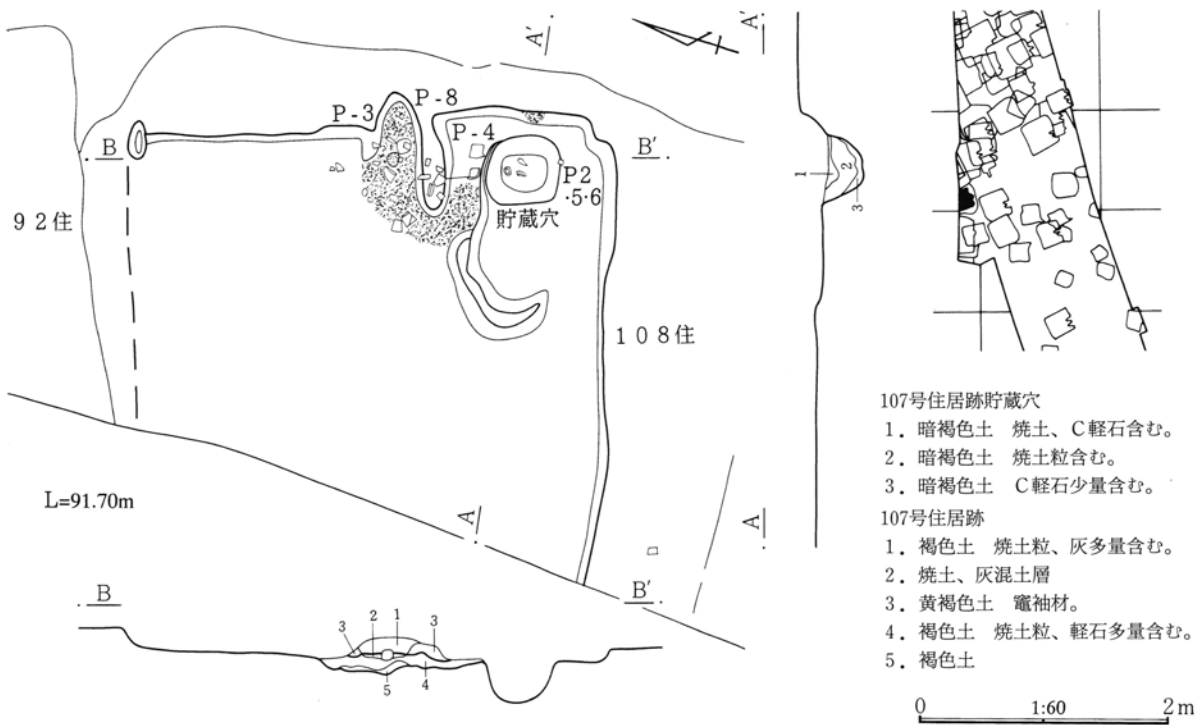 A'
A'
P-3
P-8
P-4
B
B'
P2
・5・6
貯蔵穴
92住
108住
1
2
3
L=91.70m
A
A
B
B'
3
2
1
3
5
4
107号住居跡貯蔵穴
1．暗褐色土　焼土、C軽石含む。
2．暗褐色土　焼土粒含む。
3．暗褐色土　C軽石少量含む。
107号住居跡
1．褐色土　焼土粒、灰多量含む。
2．焼土、灰混土層
3．黄褐色土　竈袖材。
4．褐色土　焼土粒、軽石多量含む。
5．褐色土
0
1:60
2m